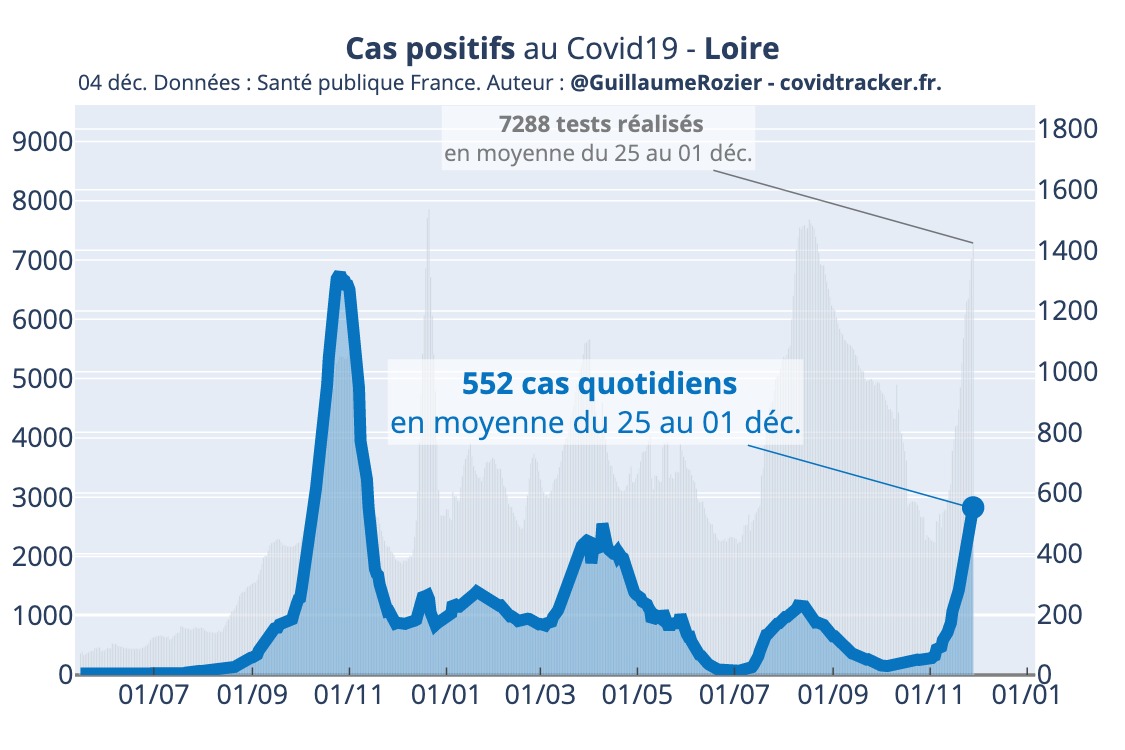 Cas positifs au Covid19 - Loire
04 déc. Données : Santé publique France. Auteur : @GuillaumeRozier - covidtracker.fr.
7288 tests réalisés
en moyenne du 25 au 01 déc.
552 cas quotidiens
en moyenne du 25 au 01 déc.
9000
8000
7000
6000
5000
4000
3000
2000
1000
0
1800
1600
1400
1200
1000
800
600
400
200
0
01/07 01/09 01/11 01/01 01/03 01/05 01/07 01/09 01/11 01/01